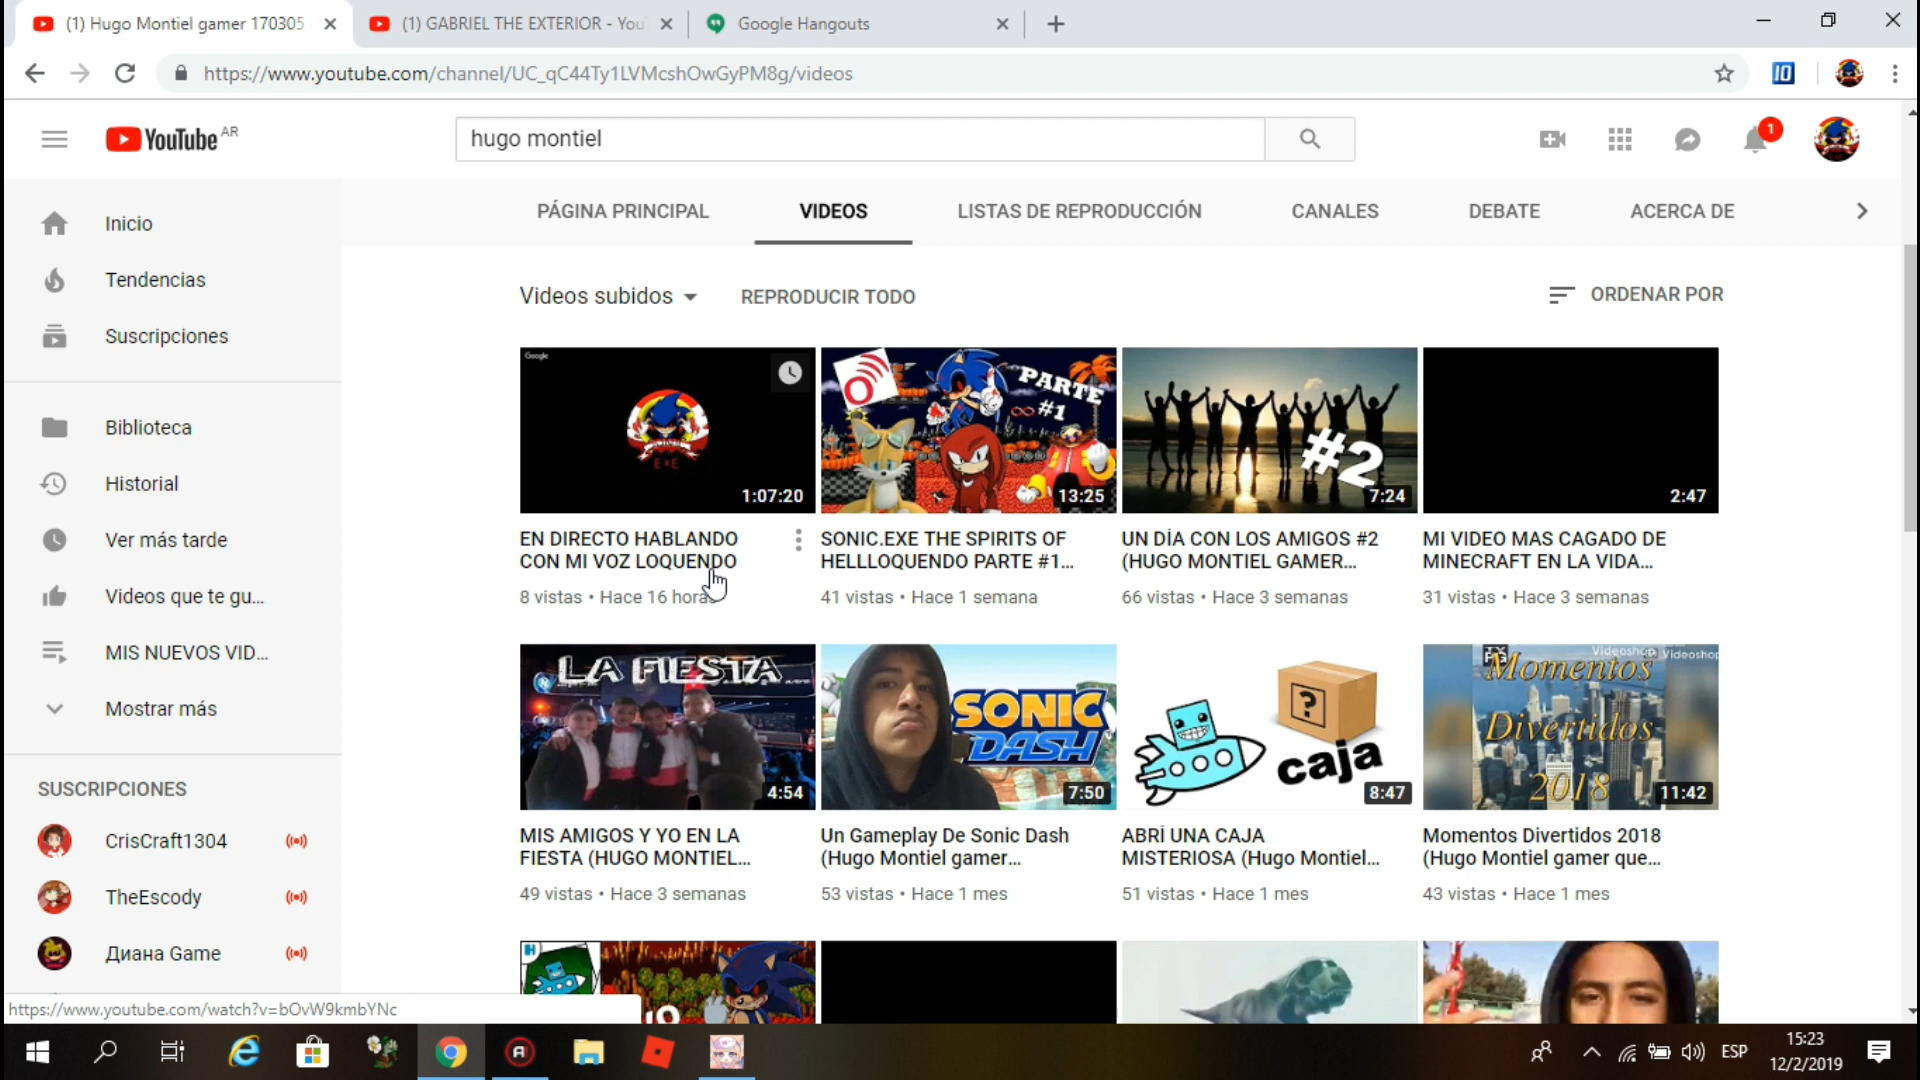 (1) Hugo Montiel gamer 170305
(1) GABRIEL THE EXTERIOR - You
Google Hangouts
https://www.youtube.com/channel/UC_qC44Ty1LVMcshOwGyPM8g/videos
YouTube AR
hugo montiel
1
PÁGINA PRINCIPAL
VIDEOS
LISTAS DE REPRODUCCIÓN
CANALES
DEBATE
ACERCA DE
Inicio
Tendencias
Suscripciones
Biblioteca
Historial
Ver más tarde
Videos que te gu...
MIS NUEVOS VID...
Mostrar más
SUSCRIPCIONES
CrisCraft1304
TheEscody
Диана Game
Videos subidos
REPRODUCIR TODO
ORDENAR POR
Google
EXE
1:07:20
EN DIRECTO HABLANDO
CON MI VOZ LOQUENDO
8 vistas • Hace 16 horas
PARTE
#1
13:25
SONIC.EXE THE SPIRITS OF
HELLLOQUENDO PARTE #1...
41 vistas • Hace 1 semana
#2
7:24
UN DÍA CON LOS AMIGOS #2
(HUGO MONTIEL GAMER...
66 vistas • Hace 3 semanas
2:47
MI VIDEO MAS CAGADO DE
MINECRAFT EN LA VIDA...
31 vistas • Hace 3 semanas
LA FIESTA
4:54
MIS AMIGOS Y YO EN LA
FIESTA (HUGO MONTIEL...
49 vistas • Hace 3 semanas
SONIC
DASH
7:50
Un Gameplay De Sonic Dash
(Hugo Montiel gamer...
53 vistas • Hace 1 mes
?
caja
8:47
ABRÍ UNA CAJA
MISTERIOSA (Hugo Montiel...
51 vistas • Hace 1 mes
Videoshop Videoshop
PG
Momentos
Divertidos
2018
11:42
Momentos Divertidos 2018
(Hugo Montiel gamer que...
43 vistas • Hace 1 mes
https://www.youtube.com/watch?v=bOvW9kmbYNc
ESP
15:23
12/2/2019